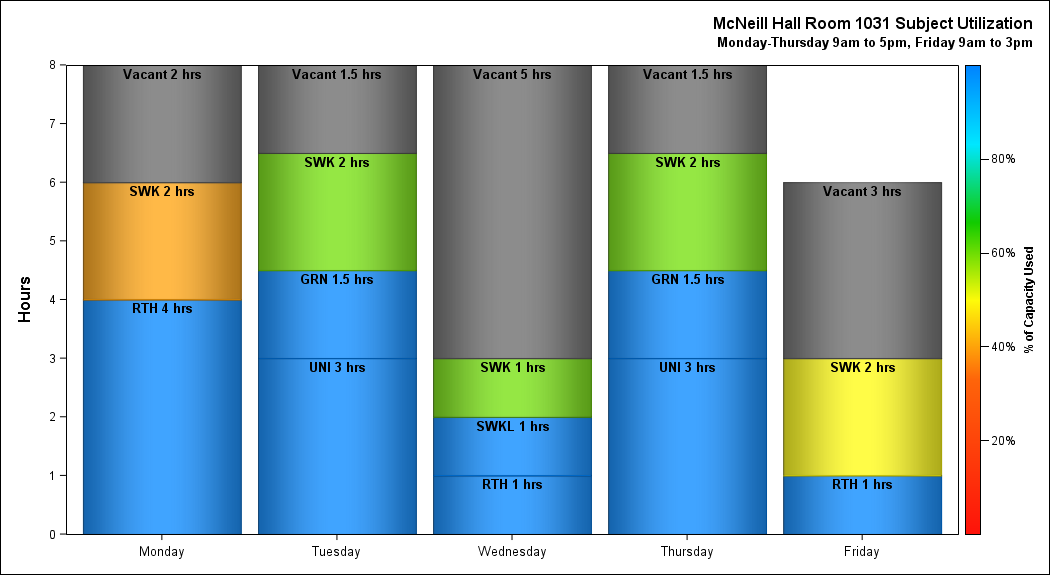 McNeill Hall Room 1031 Subject Utilization
Monday-Thursday 9am to 5pm, Friday 9am to 3pm
8
7
6
5
4
3
2
1
0
Hours
Vacant 2 hrs
SWK 2 hrs
RTH 4 hrs
Vacant 1.5 hrs
SWK 2 hrs
GRN 1.5 hrs
UNI 3 hrs
Vacant 5 hrs
SWK 1 hrs
SWKL 1 hrs
RTH 1 hrs
Vacant 1.5 hrs
SWK 2 hrs
GRN 1.5 hrs
UNI 3 hrs
Vacant 3 hrs
SWK 2 hrs
RTH 1 hrs
Monday
Tuesday
Wednesday
Thursday
Friday
80%
60%
40%
20%
% of Capacity Used